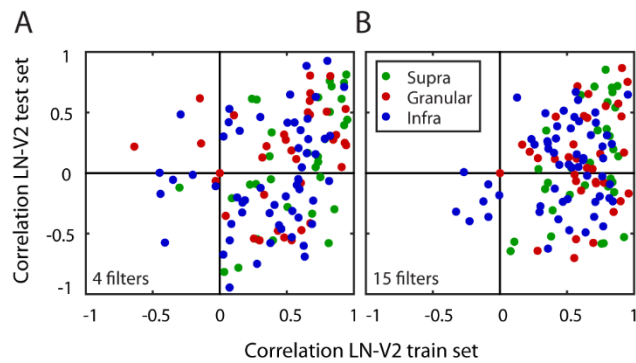 A
B
Correlation LN-V2 test set
1
0.5
0
-0.5
-1
4 filters
-1 -0.5 0 0.5 1
Supra
Granular
Infra
15 filters
-1 -0.5 0 0.5 1
Correlation LN-V2 train set